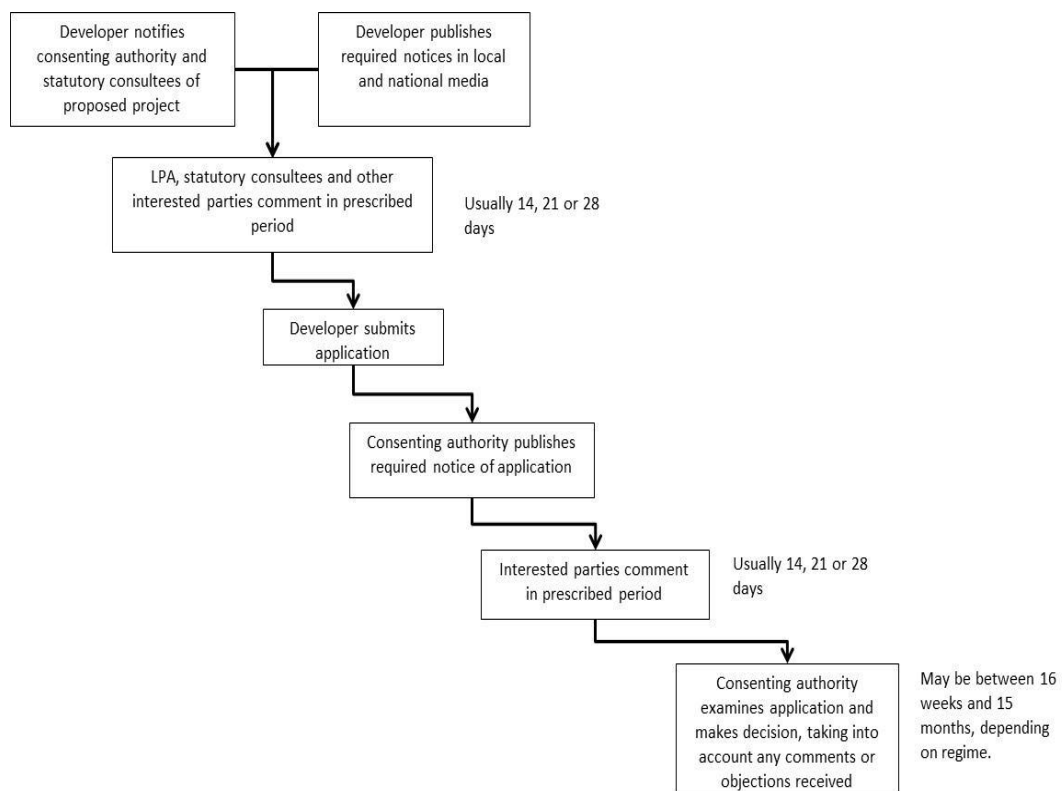 Developer notifies
consenting authority and
statutory consultees of
proposed project
Developer publishes
required notices in local
and national media
LPA, statutory consultees and other
interested parties comment in prescribed
period
Usually 14, 21 or 28
days
Developer submits
application
Consenting authority publishes
required notice of application
Interested parties comment
in prescribed period
Usually 14, 21 or 28
days
Consenting authority
examines application and
makes decision, taking into
account any comments or
objections received
May be between 16
weeks and 15
months, depending
on regime.